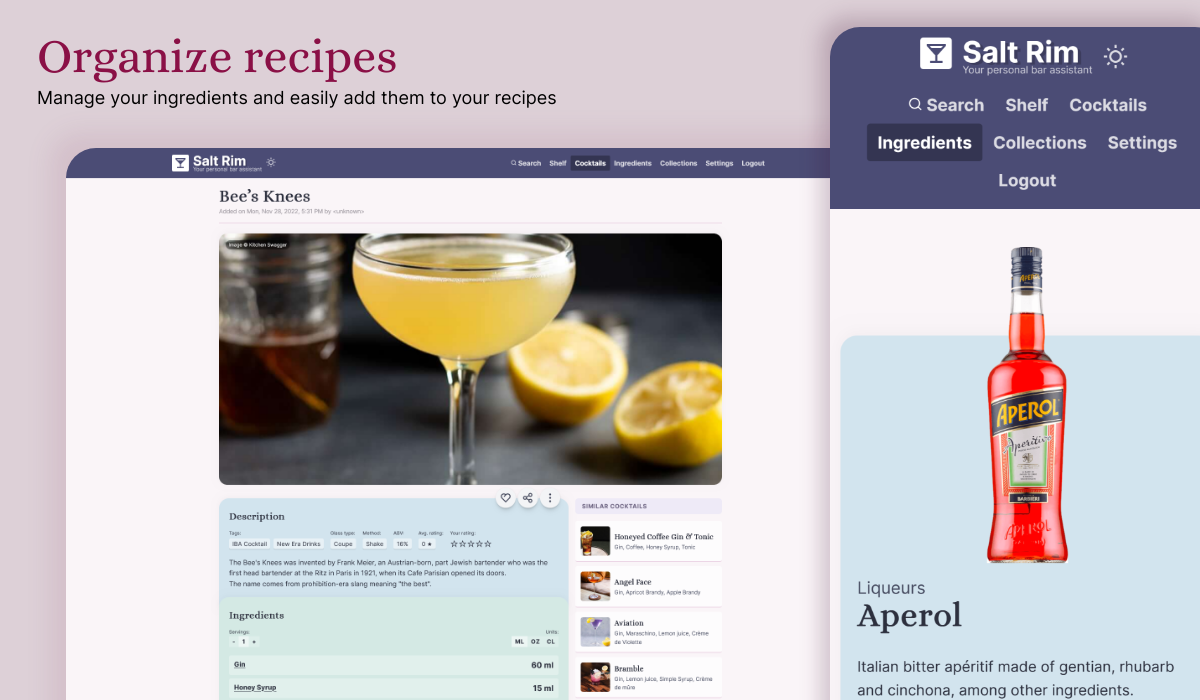 Organize recipes
Manage your ingredients and easily add them to your recipes
Salt Rim
Your personal bar assistant
Search Shelf Cocktails Ingredients Collections Settings Logout
Bee’s Knees
Added on Mon, Nov 28, 2022, 5:31 PM by <unknown>
Image © Kitchen Swagger
Description
Tags: Glass type: Method: ABV: Avg. rating: Your rating:
IBA Cocktail New Era Drinks Coupe Shake 16% 0 ★ ☆☆☆☆☆
The Bee's Knees was invented by Frank Meier, an Austrian-born, part Jewish bartender who was the
first head bartender at the Ritz in Paris in 1921, when its Cafe Parisian opened its doors.
The name comes from prohibition-era slang meaning "the best".
Ingredients
Servings: Units:
- 1 + ML OZ CL
Gin 60 ml
Honey Syrup 15 ml
SIMILAR COCKTAILS
Honeyed Coffee Gin & Tonic
Gin, Coffee, Honey Syrup, Tonic
Angel Face
Gin, Apricot Brandy, Apple Brandy
Aviation
Gin, Maraschino, Lemon juice, Crème
de Violette
Bramble
Gin, Lemon juice, Simple Syrup, Crème
de mûre
Salt Rim
Your personal bar assistant
Search Shelf Cocktails
Ingredients Collections Settings
Logout
APEROL
APEROL
Aperitivo
BARBIERI
APEROL
Liqueurs
Aperol
Italian bitter apéritif made of gentian, rhubarb
and cinchona, among other ingredients.